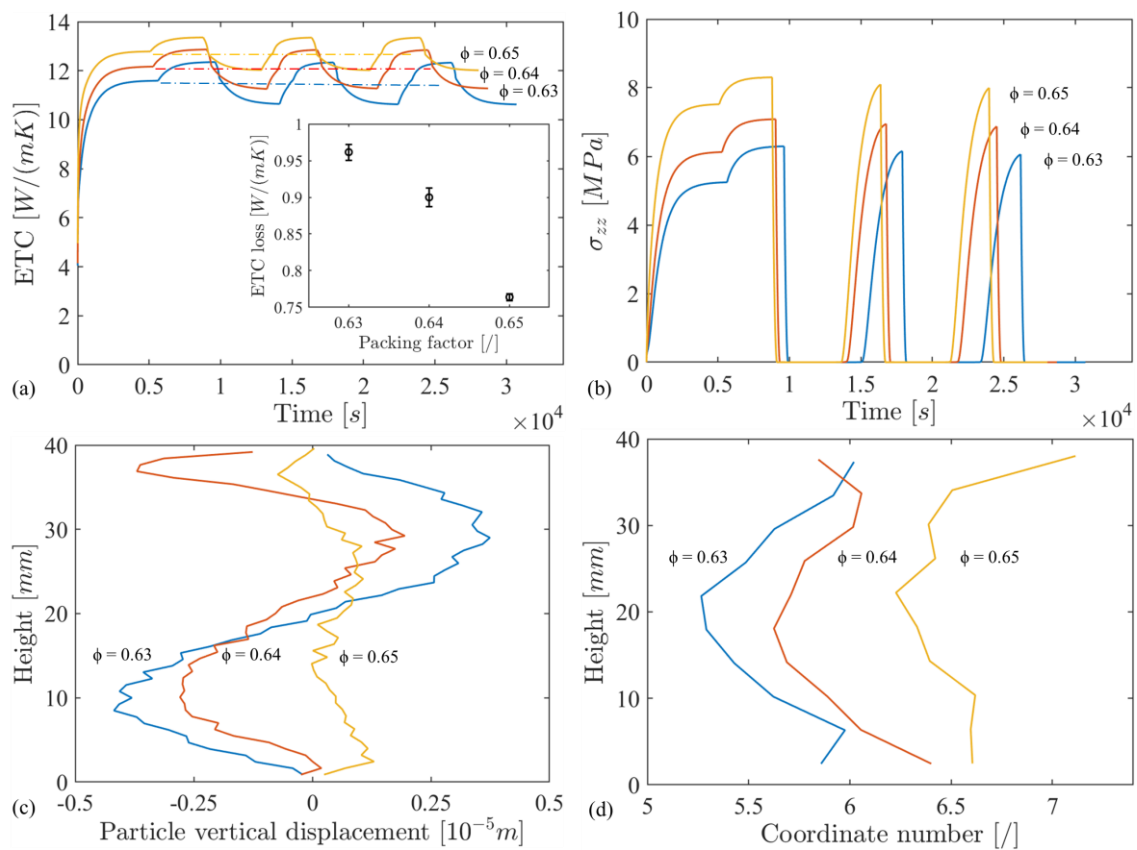 14
12
10
8
6
4
2
0
ETC [W/(mK)]
ϕ = 0.65
ϕ = 0.64
ϕ = 0.63
1
0.95
0.9
0.85
0.8
0.75
ETC loss [W/(mK)]
0.63 0.64 0.65
Packing factor [/]
0 0.5 1 1.5 2 2.5 3
×10⁴
Time [s]
(a)
10
8
6
4
2
0
σzz [MPa]
ϕ = 0.65
ϕ = 0.64
ϕ = 0.63
0 0.5 1 1.5 2 2.5 3
×10⁴
Time [s]
(b)
40
30
20
10
0
Height [mm]
ϕ = 0.63
ϕ = 0.64
ϕ = 0.65
-0.5 -0.25 0 0.25 0.5
Particle vertical displacement [10⁻⁵m]
(c)
40
30
20
10
0
Height [mm]
ϕ = 0.63
ϕ = 0.64
ϕ = 0.65
5 5.5 6 6.5 7
Coordinate number [/]
(d)